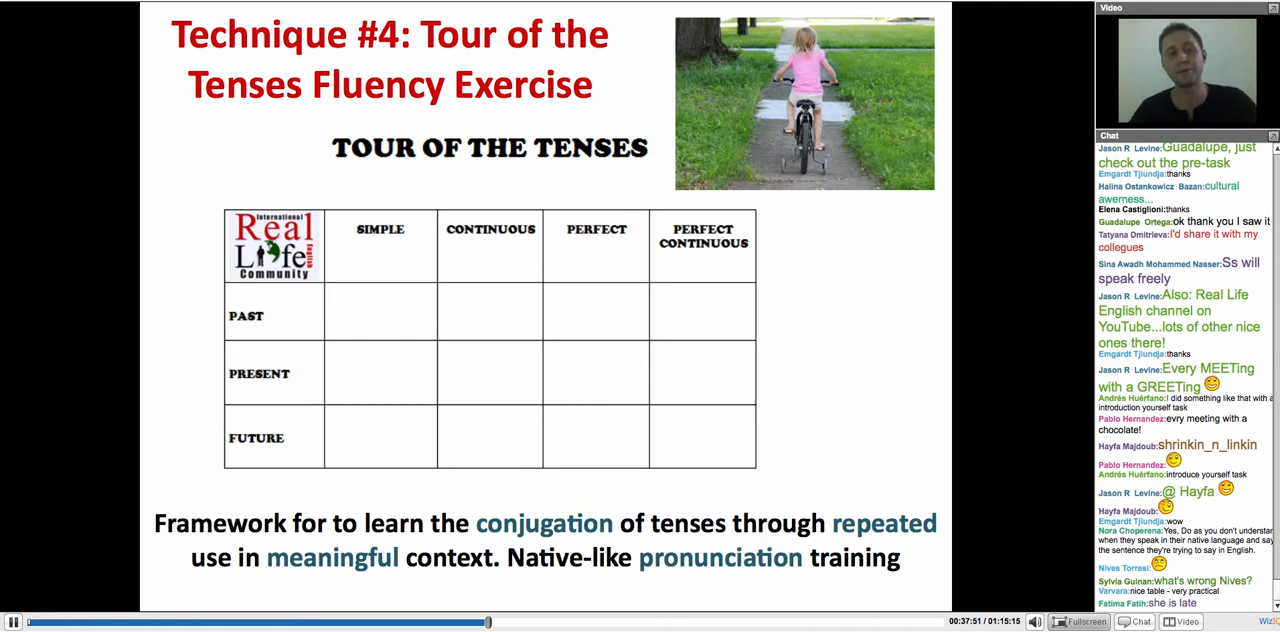 Technique #4: Tour of the
Tenses Fluency Exercise
TOUR OF THE TENSES
International
Real
Life
English
Community
SIMPLE
CONTINUOUS
PERFECT
PERFECT
CONTINUOUS
PAST
PRESENT
FUTURE
Framework for to learn the conjugation of tenses through repeated
use in meaningful context. Native-like pronunciation training
Video
Chat
Jason R Levine:Guadalupe, just
check out the pre-task
Emgardt Tjlundja:thanks
Halina Ostankowicz Bazan:cultural
awerness...
Elena Castiglioni:thanks
Guadalupe Ortega:ok thank you I saw it
Tatyana Dmitrieva:I'd share it with my
collegues
Sina Awadh Mohammed Nasser:Ss will
speak freely
Jason R Levine:Also: Real Life
English channel on
YouTube...lots of other nice
ones there!
Emgardt Tjlundja:thanks
Jason R Levine:Every MEETing
with a GREETing
Andrés Huérfano:I did something like that with a
introduction yourself task
Pablo Hernandez:evry meeting with a
chocolate!
Hayfa Majdoub:shrinkin_n_linkin
Pablo Hernandez:
Andrés Huérfano:introduce yourself task
Jason R Levine:@ Hayfa
Hayfa Majdoub:
Emgardt Tjlundja:wow
Nora Choperena:Yes, Do as you don't understan
when they speak in their native language and say
the sentence they're trying to say in English.
Nives Torresi:
Sylvia Guinan:what's wrong Nives?
Varvara:nice table - very practical
Fatima Fatih:she is late
00:37:51 / 01:15:15
Fullscreen
Chat
Video
WizIQ